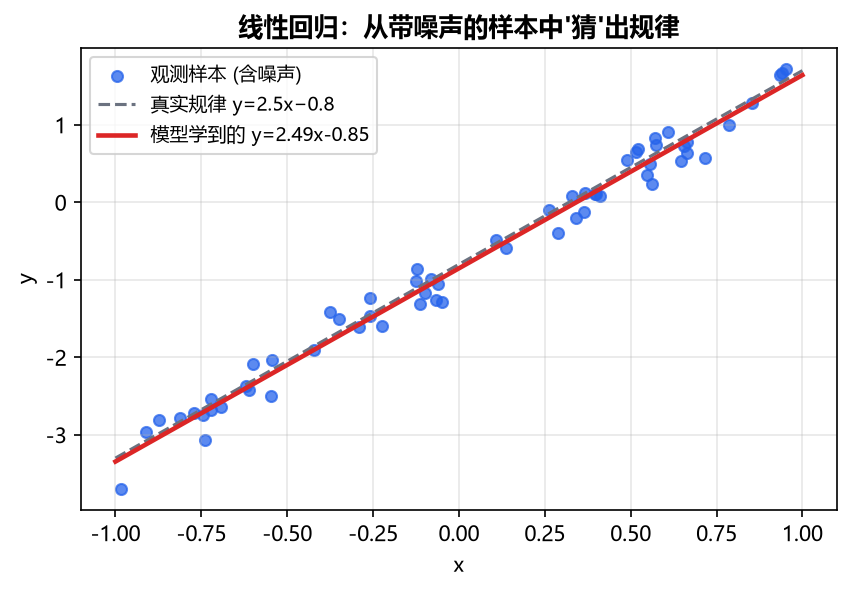 线性回归：从带噪声的样本中'猜'出规律
观测样本 (含噪声)
真实规律 y=2.5x−0.8
模型学到的 y=2.49x-0.85
y
1
0
-1
-2
-3
-1.00 -0.75 -0.50 -0.25 0.00 0.25 0.50 0.75 1.00
x